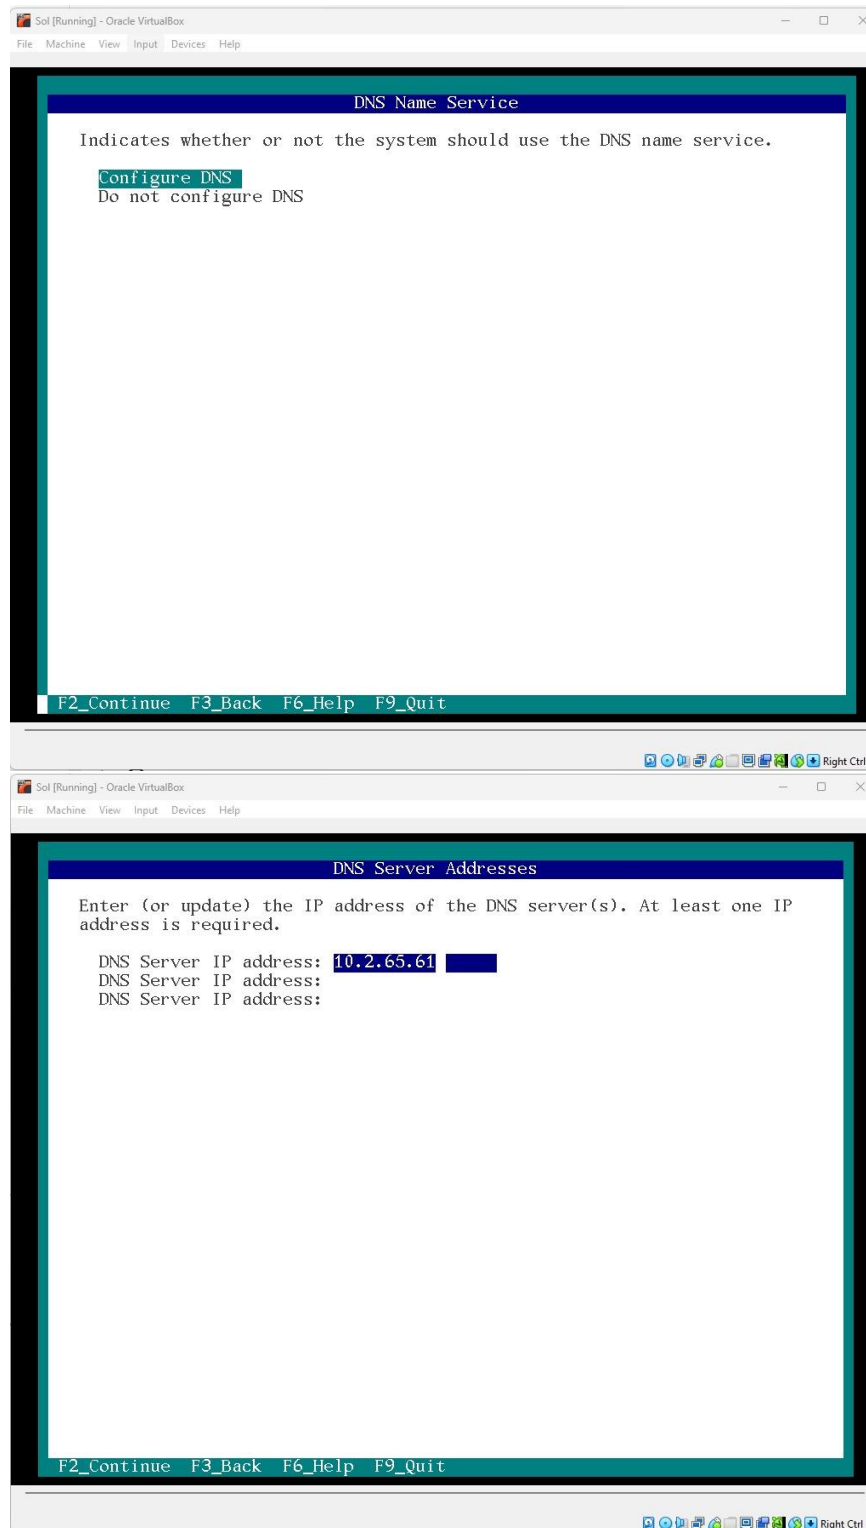 Sol [Running] - Oracle VirtualBox
File Machine View Input Devices Help
DNS Name Service
Indicates whether or not the system should use the DNS name service.
Configure DNS
Do not configure DNS
F2_Continue F3_Back F6_Help F9_Quit
Right Ctrl
Sol [Running] - Oracle VirtualBox
File Machine View Input Devices Help
DNS Server Addresses
Enter (or update) the IP address of the DNS server(s). At least one IP
address is required.
DNS Server IP address: 10.2.65.61
DNS Server IP address:
DNS Server IP address:
F2_Continue F3_Back F6_Help F9_Quit
Right Ctrl